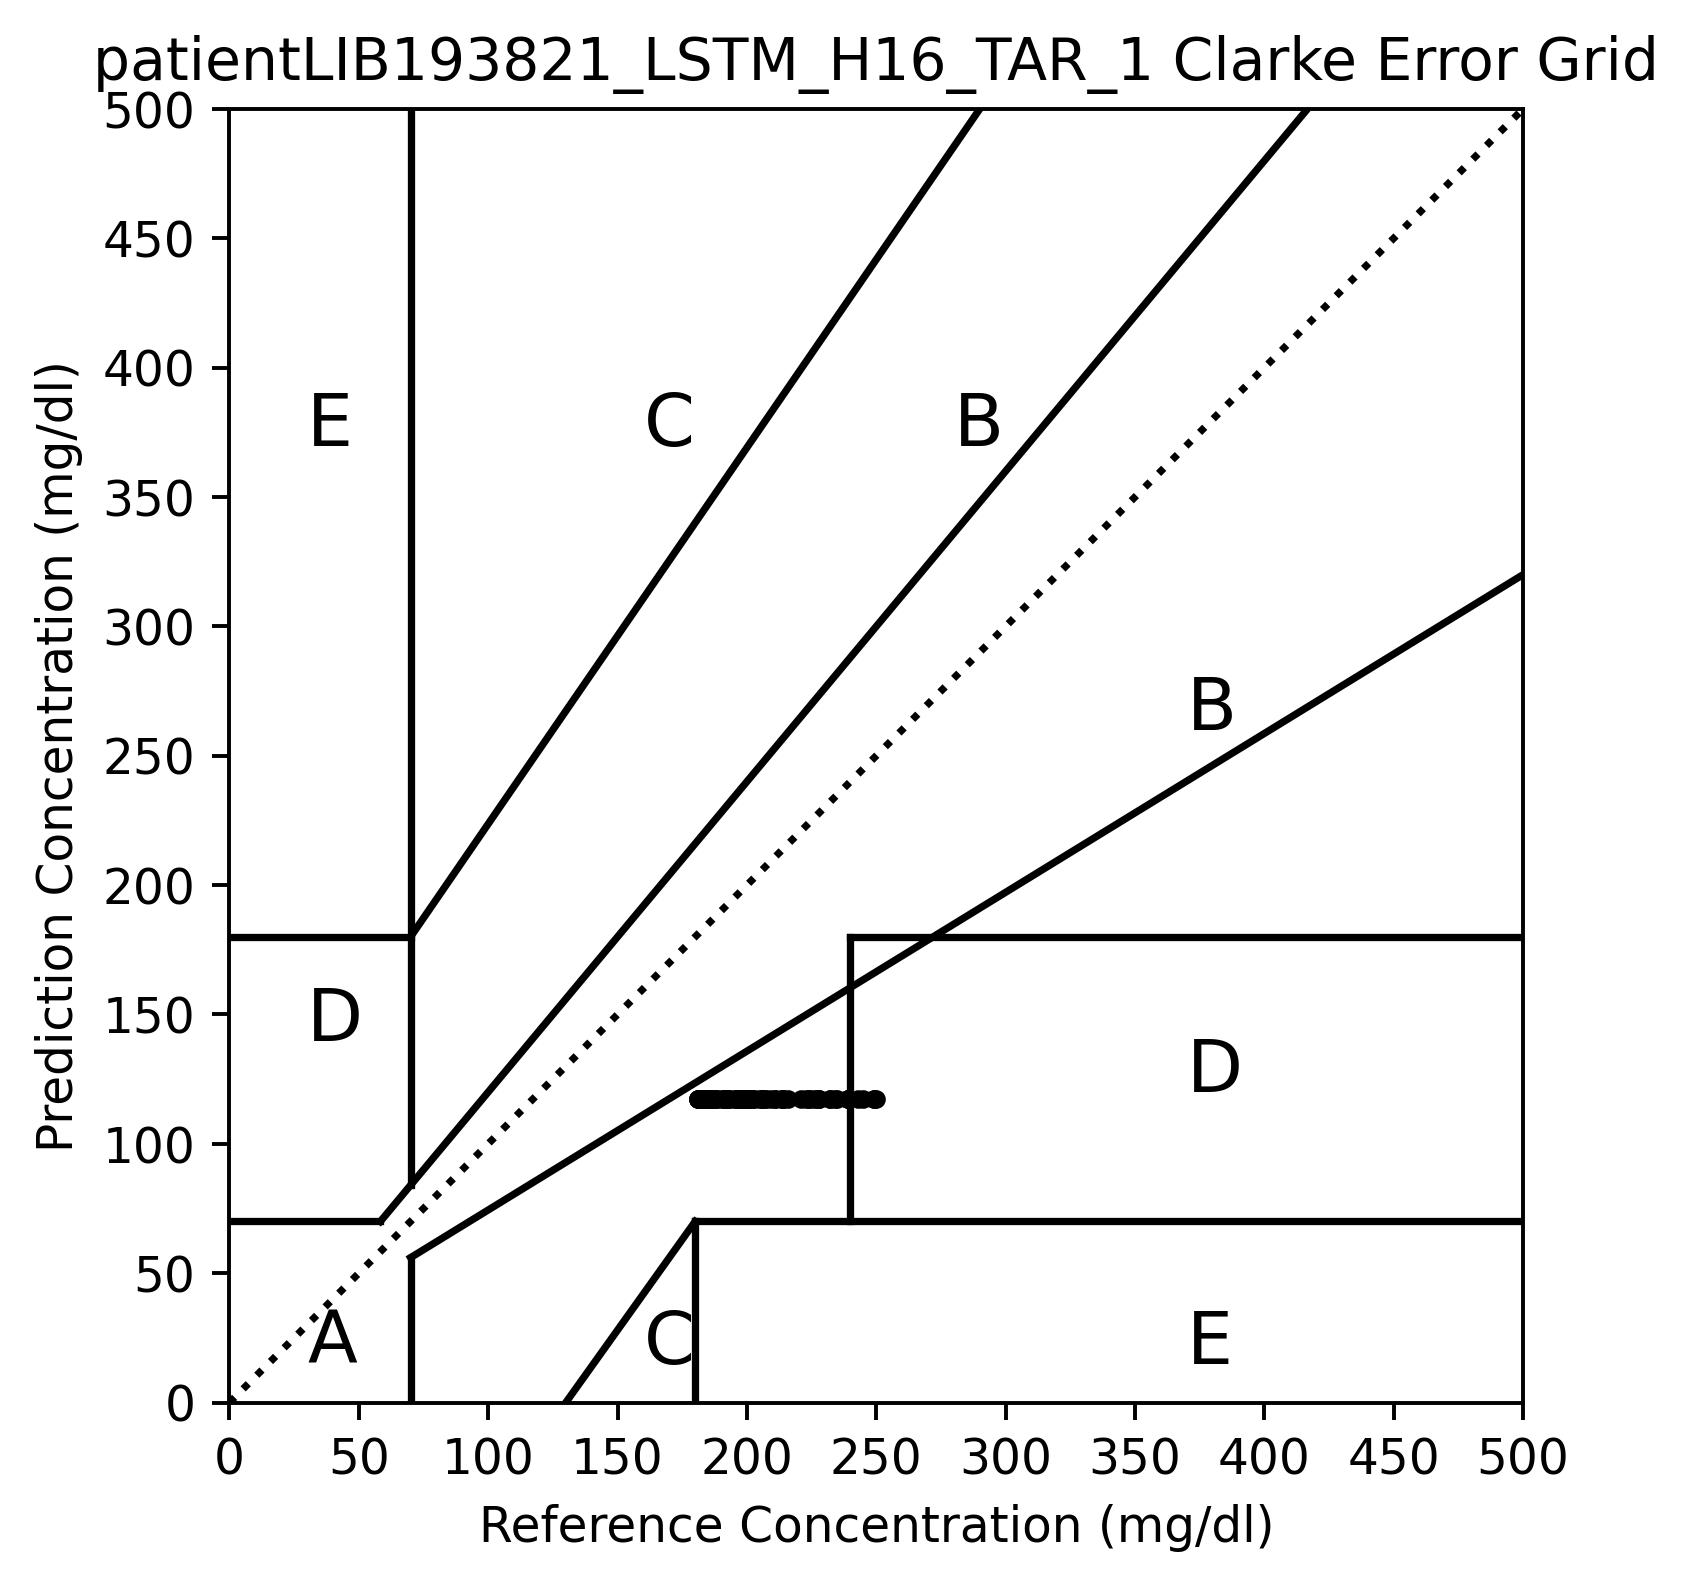 patientLIB193821_LSTM_H16_TAR_1 Clarke Error Grid
500
450
400
350
300
250
200
150
100
50
0
Prediction Concentration (mg/dl)
E
C
B
B
D
D
A
C
E
0 50 100 150 200 250 300 350 400 450 500
Reference Concentration (mg/dl)